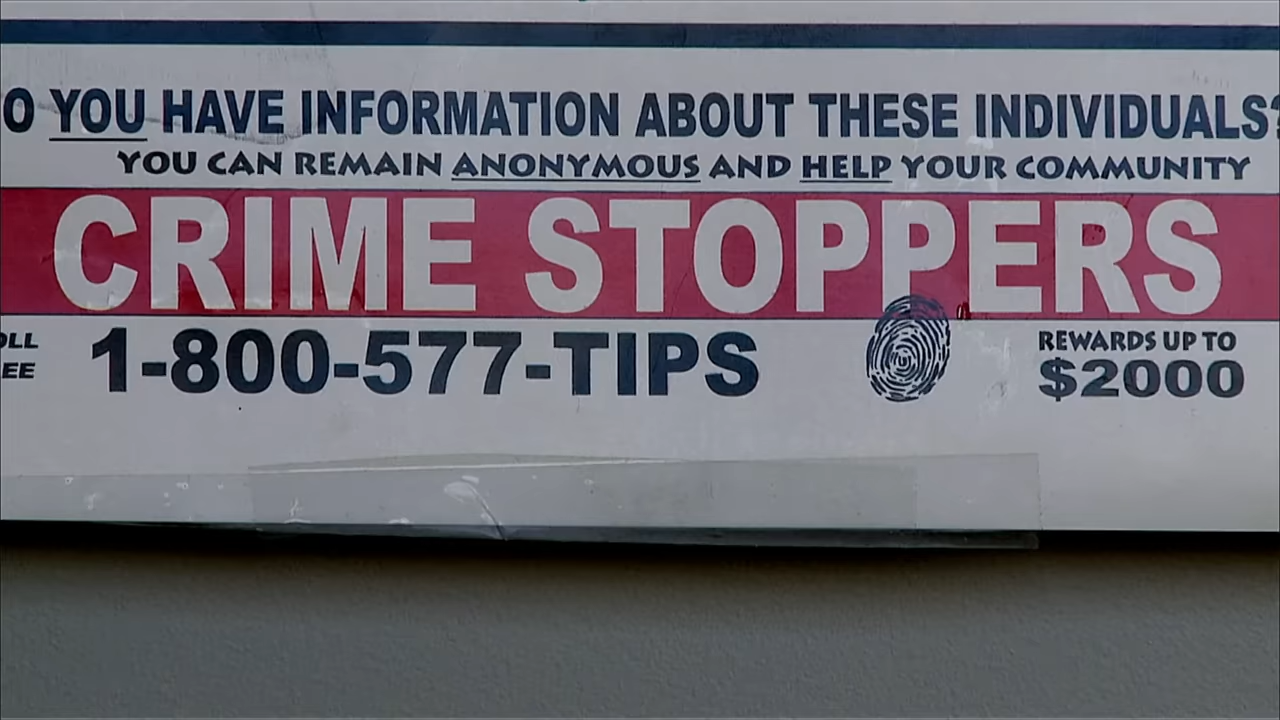 O YOU HAVE INFORMATION ABOUT THESE INDIVIDUALS?
YOU CAN REMAIN ANONYMOUS AND HELP YOUR COMMUNITY
CRIME STOPPERS
OLL
EE
1-800-577-TIPS
REWARDS UP TO
$2000